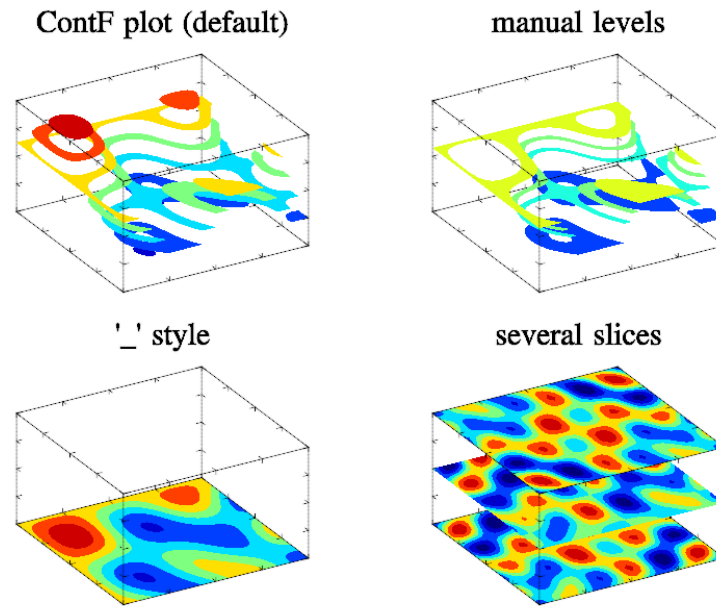 ContF plot (default)
manual levels
'_' style
several slices